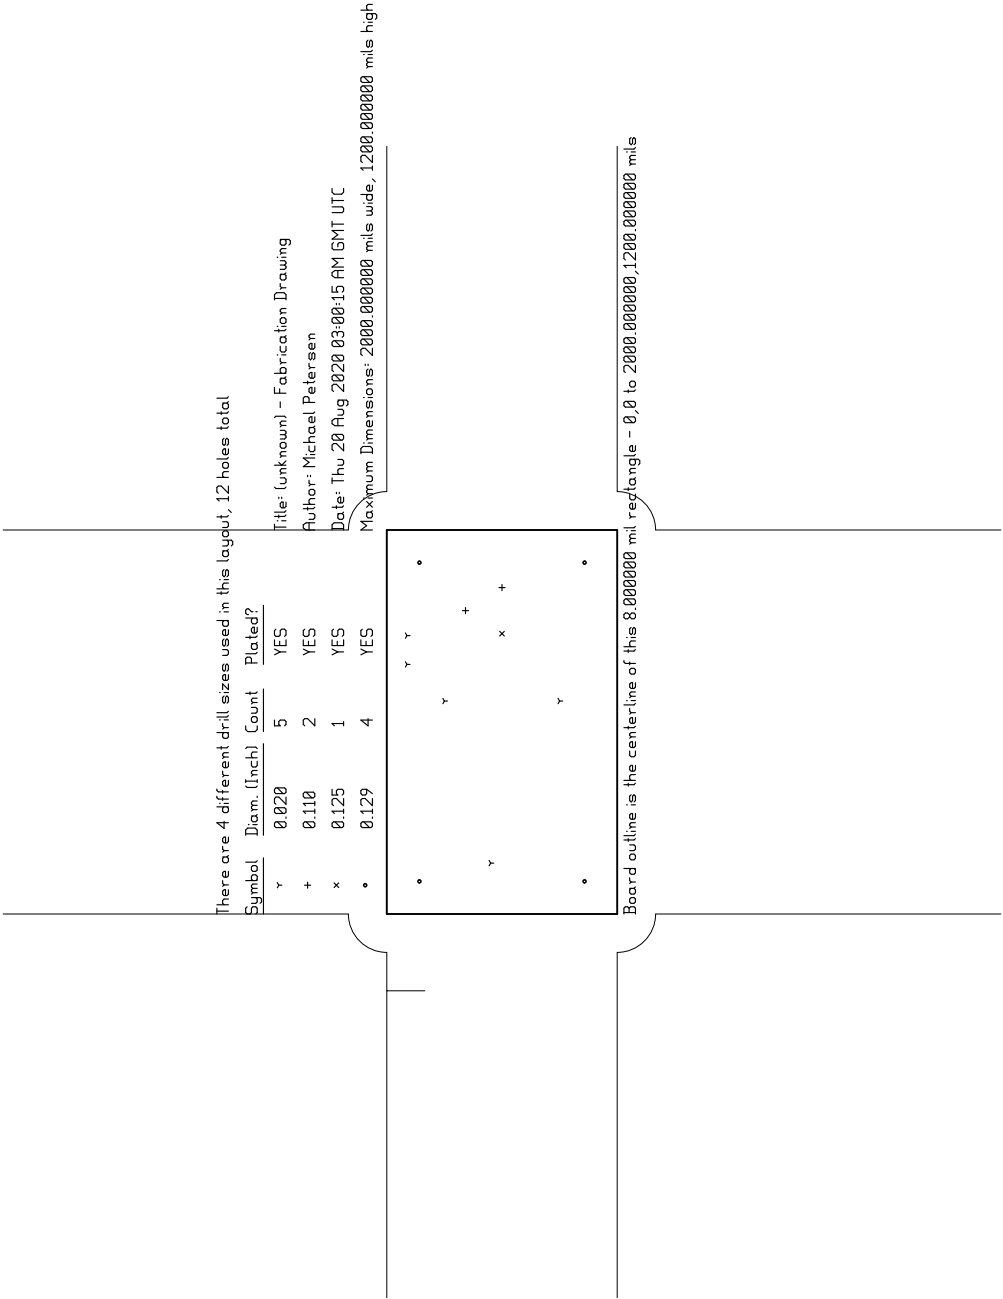 There are 4 different drill sizes used in this layout, 12 holes total
Symbol Diam. (Inch) Count Plated?
0.020 5 YES
0.110 2 YES
0.125 1 YES
0.129 4 YES
Title: (unknown) - Fabrication Drawing
Author: Michael Petersen
Date: Thu 20 Aug 2020 03:00:15 AM GMT UTC
Maximum Dimensions: 2000.000000 mils wide, 1200.000000 mils high
Board outline is the centerline of this 8.000000 mil rectangle - 0,0 to 2000.000000,1200.000000 mils